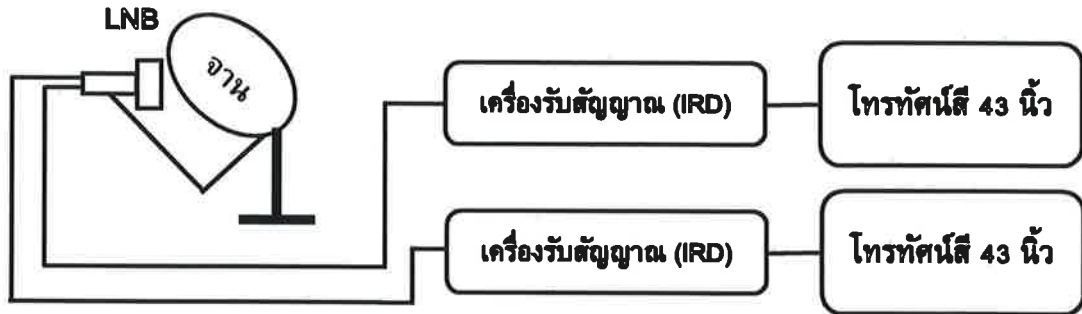 LNB
จาน
เครื่องรับสัญญาณ (IRD)
โทรทัศน์สี 43 นิ้ว
เครื่องรับสัญญาณ (IRD)
โทรทัศน์สี 43 นิ้ว